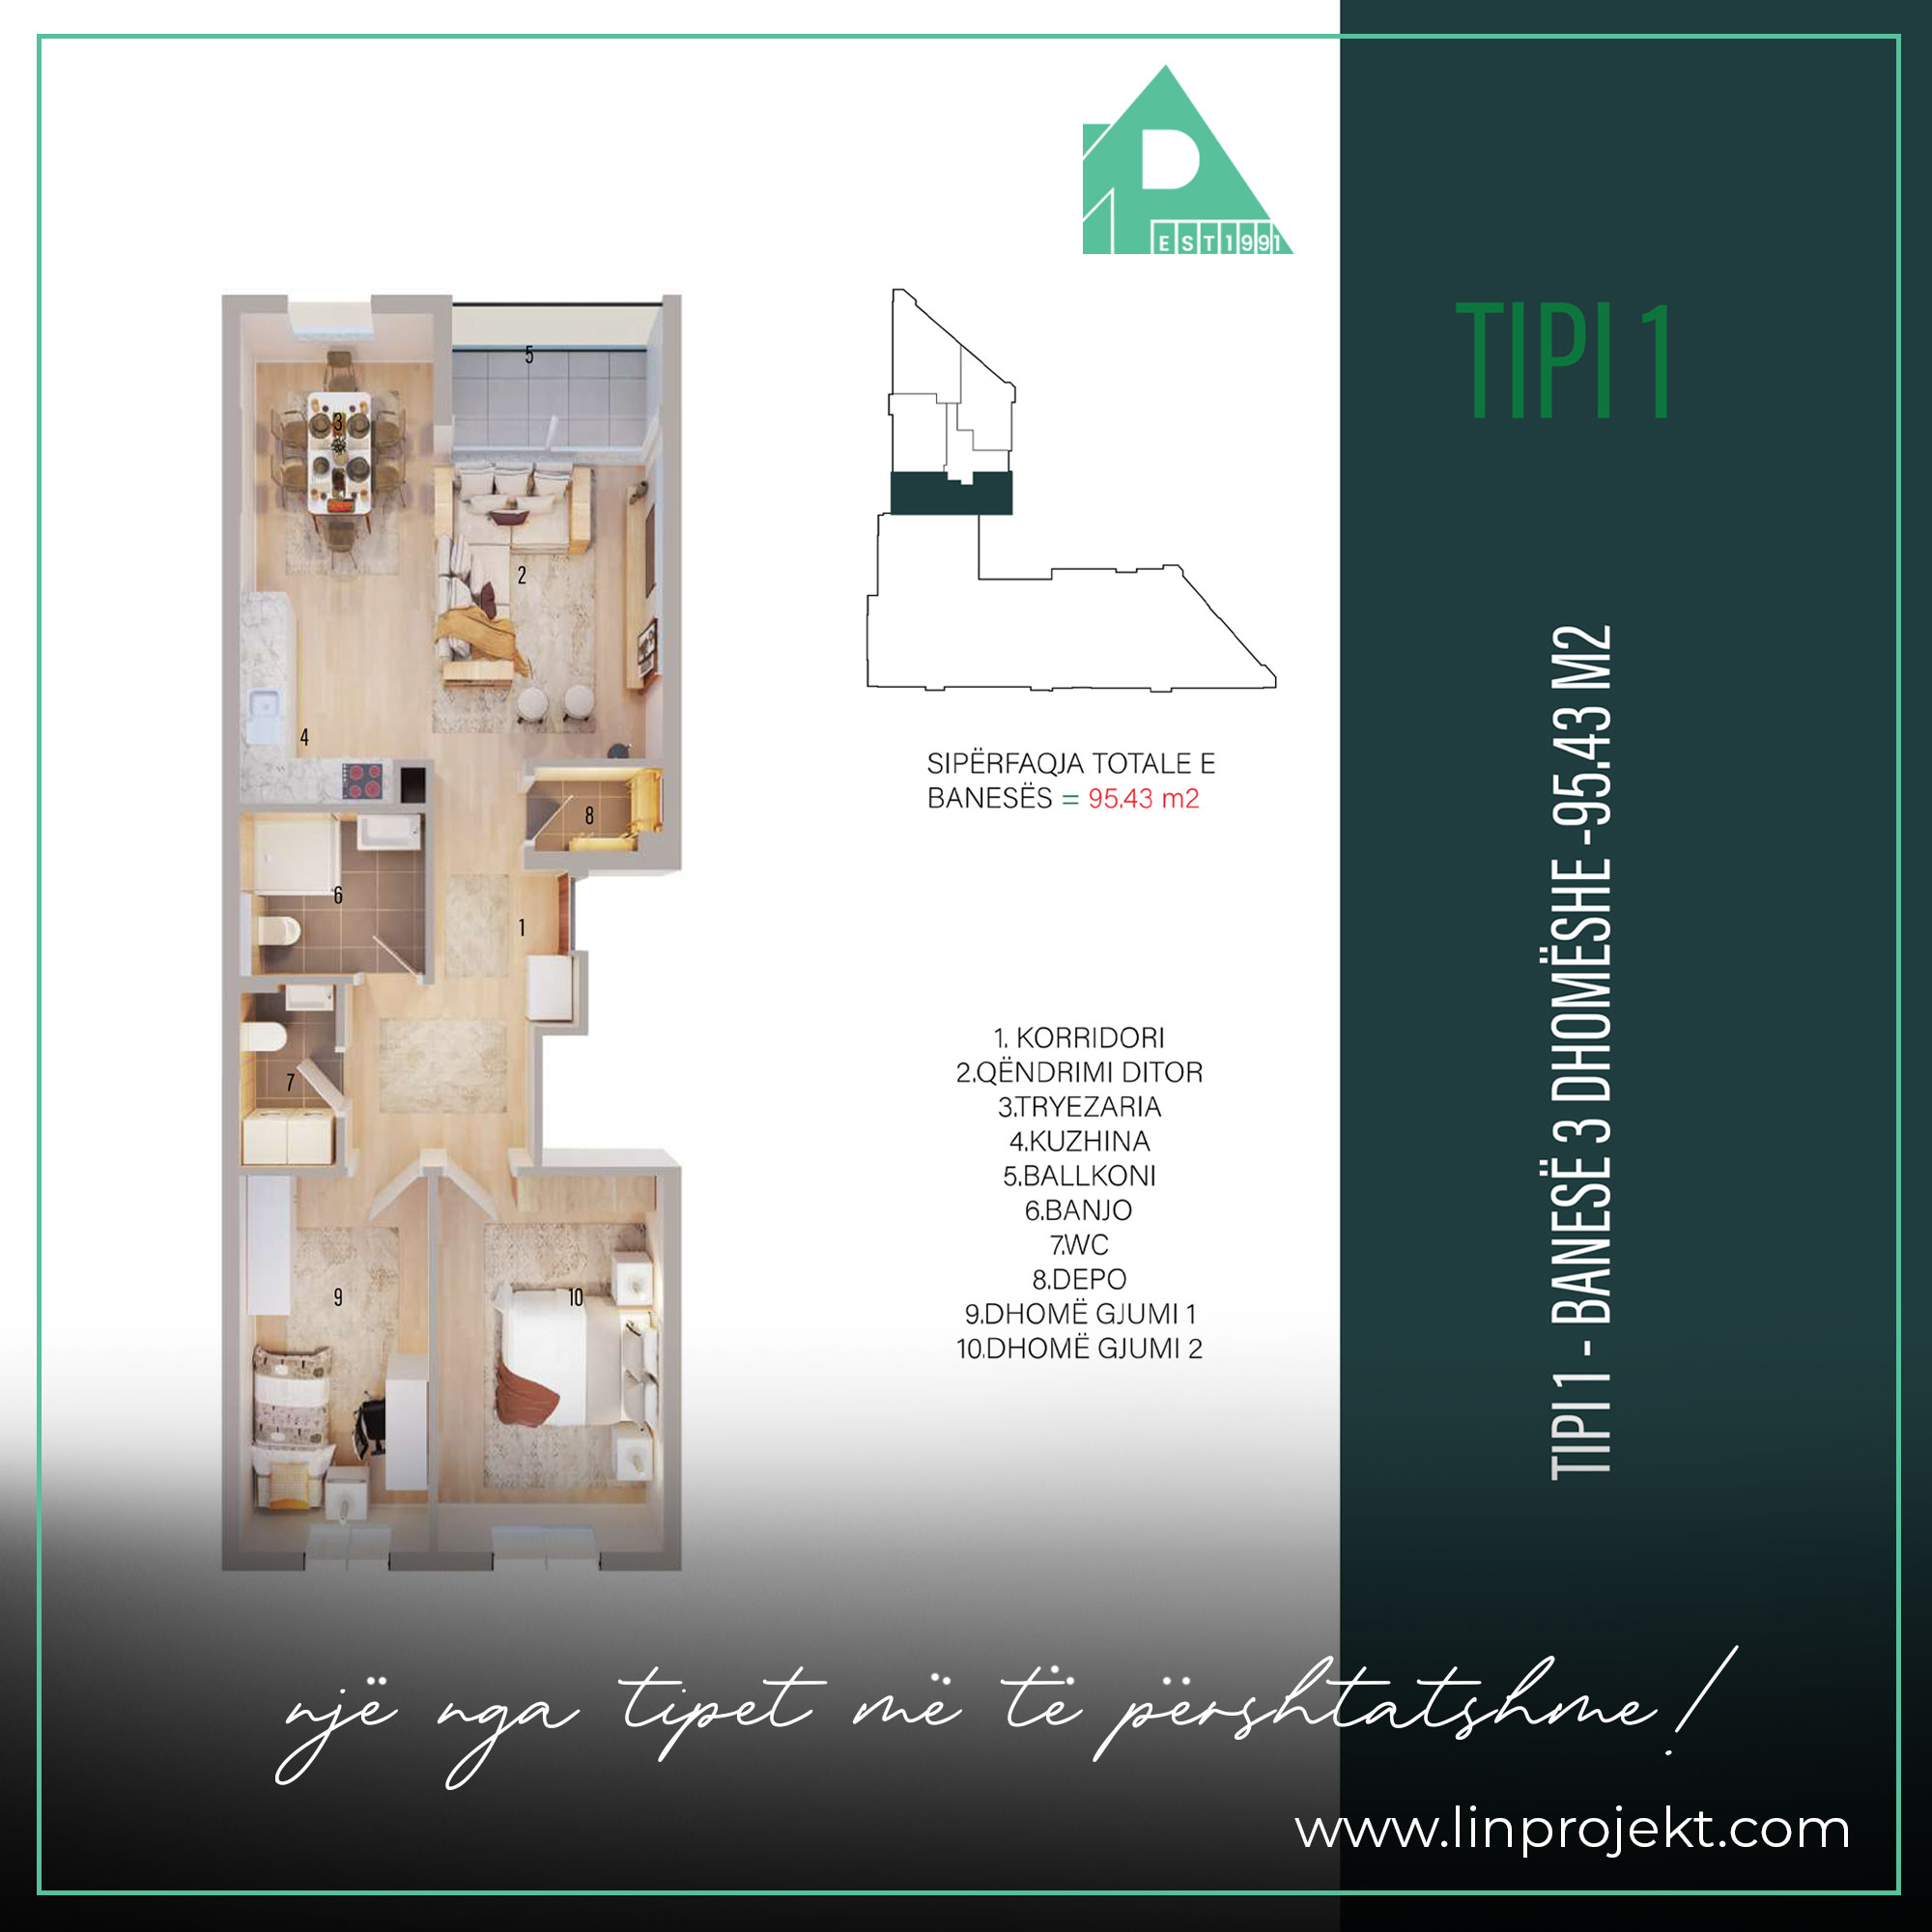 P
EST 1991
TIPI 1
5
3
2
4
8
6
1
7
9
10
SIPËRFAQJA TOTALE E
BANESËS = 95.43 m2
1. KORRIDORI
2.QËNDRIMI DITOR
3.TRYEZARIA
4.KUZHINA
5.BALLKONI
6.BANJO
7.WC
8.DEPO
9.DHOMË GJUMI 1
10.DHOMË GJUMI 2
TIPI 1 - BANESË 3 DHOMËSHE -95.43 M2
një nga tipet më të përshtatshme!
www.linprojekt.com